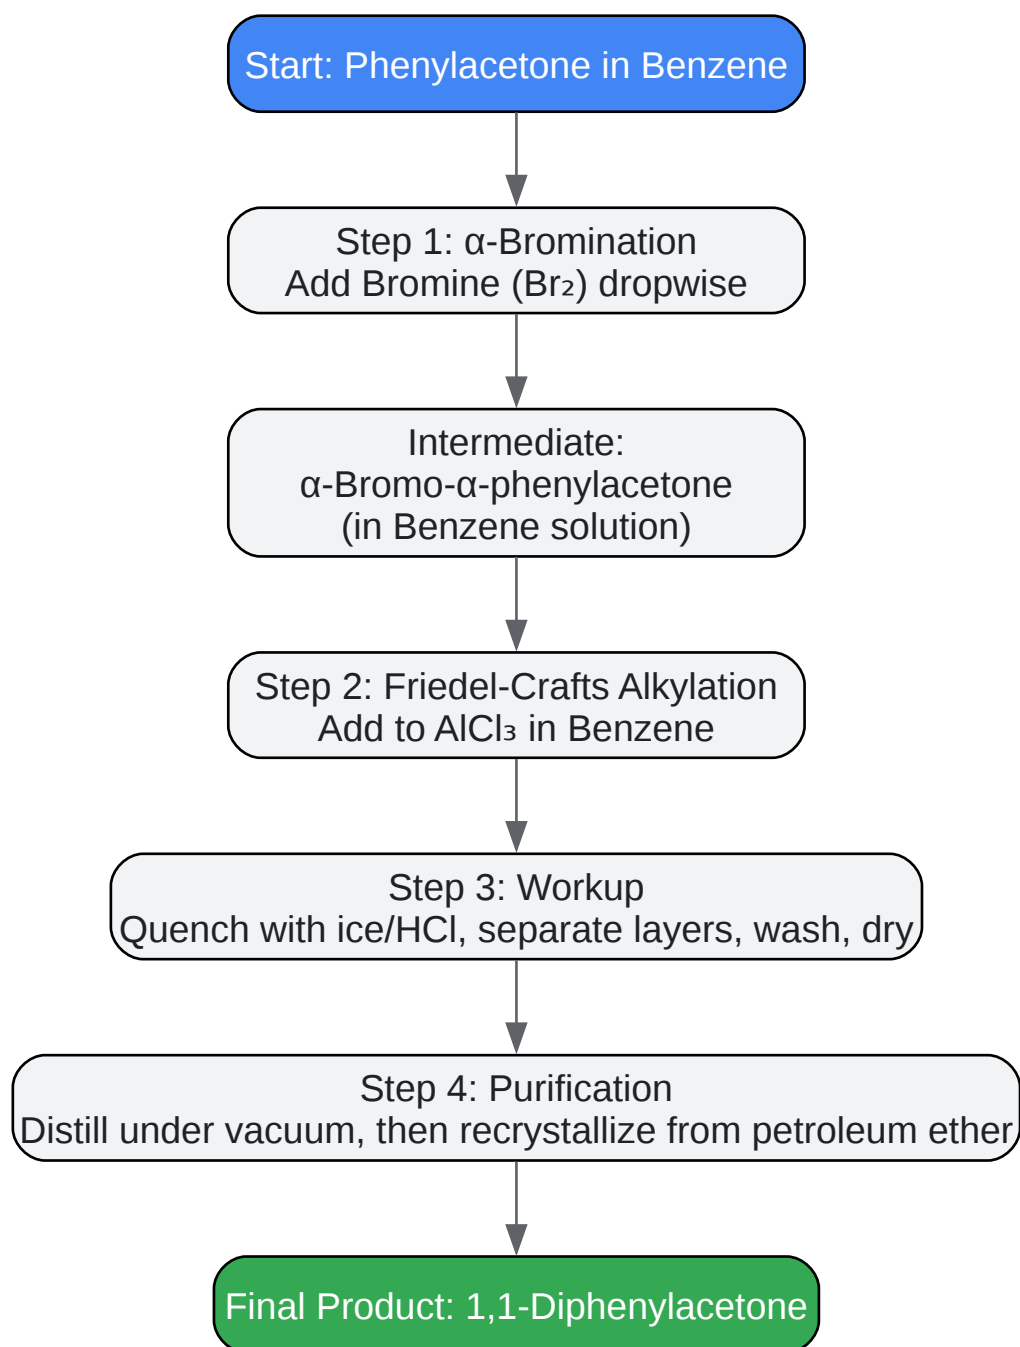 Start: Phenylacetone in Benzene
Step 1: α-Bromination
Add Bromine (Br₂) dropwise
Intermediate:
α-Bromo-α-phenylacetone
(in Benzene solution)
Step 2: Friedel-Crafts Alkylation
Add to AlCl₃ in Benzene
Step 3: Workup
Quench with ice/HCl, separate layers, wash, dry
Step 4: Purification
Distill under vacuum, then recrystallize from petroleum ether
Final Product: 1,1-Diphenylacetone